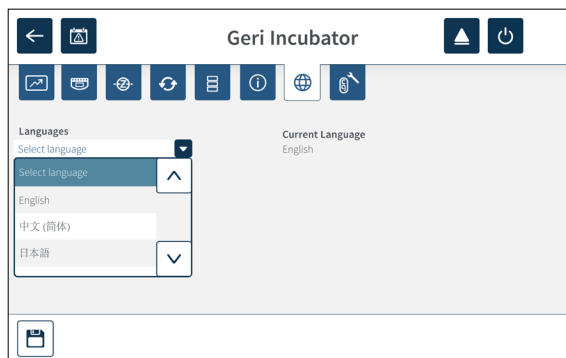 Geri Incubator
Languages
Select language
Select language
English
中文 (简体)
日本語
Current Language
English